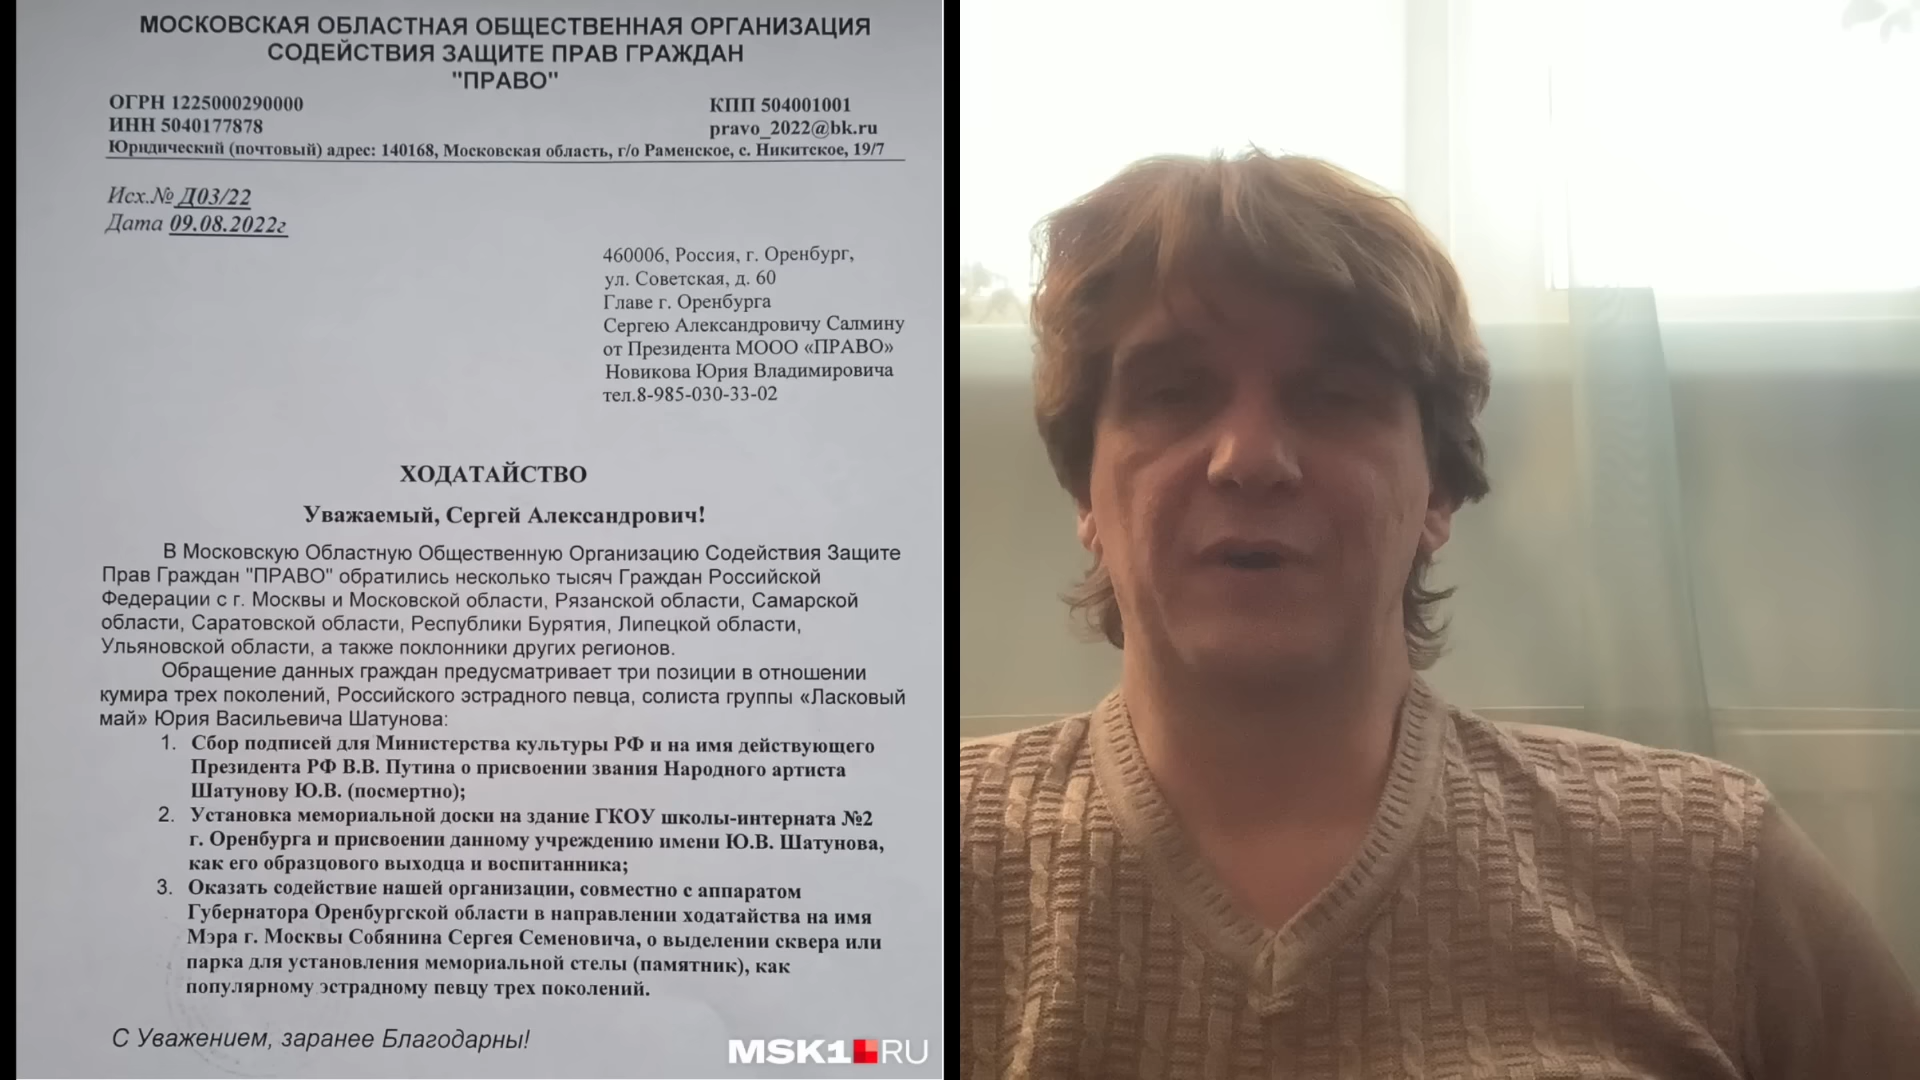 МОСКОВСКАЯ ОБЛАСТНАЯ ОБЩЕСТВЕННАЯ ОРГАНИЗАЦИЯ
СОДЕЙСТВИЯ ЗАЩИТЕ ПРАВ ГРАЖДАН
"ПРАВО"
ОГРН 1225000290000
КПП 504001001
ИНН 5040177878
pravo_2022@bk.ru
Юридический (почтовый) адрес: 140168, Московская область, г/о Раменское, с. Никитское, 19/7
Исх.№ Д03/22
Дата 09.08.2022г
460006, Россия, г. Оренбург,
ул. Советская, д. 60
Главе г. Оренбурга
Сергею Александровичу Салмину
от Президента МООО «ПРАВО»
Новикова Юрия Владимировича
тел.8-985-030-33-02
ХОДАТАЙСТВО
Уважаемый, Сергей Александрович!
В Московскую Областную Общественную Организацию Содействия Защите
Прав Граждан "ПРАВО" обратились несколько тысяч Граждан Российской
Федерации с г. Москвы и Московской области, Рязанской области, Самарской
области, Саратовской области, Республики Бурятия, Липецкой области,
Ульяновской области, а также поклонники других регионов.
Обращение данных граждан предусматривает три позиции в отношении
кумира трех поколений, Российского эстрадного певца, солиста группы «Ласковый
май» Юрия Васильевича Шатунова:
1. Сбор подписей для Министерства культуры РФ и на имя действующего
Президента РФ В.В. Путина о присвоении звания Народного артиста
Шатунову Ю.В. (посмертно);
2. Установка мемориальной доски на здание ГКОУ школы-интерната №2
г. Оренбурга и присвоении данному учреждению имени Ю.В. Шатунова,
как его образцового выходца и воспитанника;
3. Оказать содействие нашей организации, совместно с аппаратом
Губернатора Оренбургской области в направлении ходатайства на имя
Мэра г. Москвы Собянина Сергея Семеновича, о выделении сквера или
парка для установления мемориальной стелы (памятник), как
популярному эстрадному певцу трех поколений.
С Уважением, заранее Благодарны!
MSK1.RU